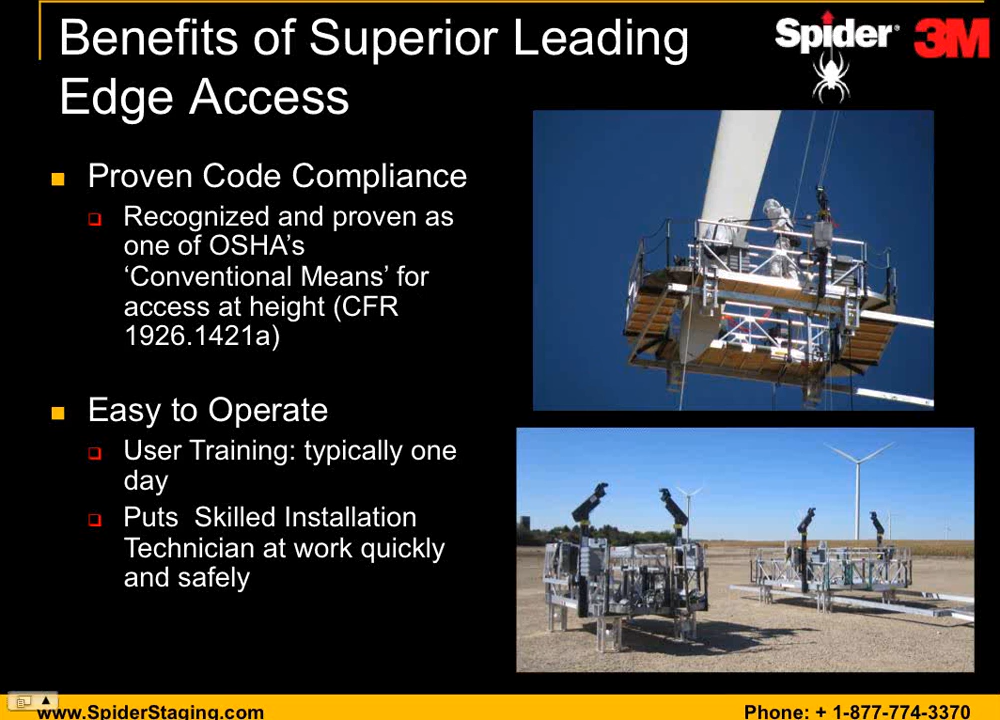 Benefits of Superior Leading
Edge Access
Spider®
3M
Proven Code Compliance
Recognized and proven as
one of OSHA’s
‘Conventional Means’ for
access at height (CFR
1926.1421a)
Easy to Operate
User Training: typically one
day
Puts  Skilled Installation
Technician at work quickly
and safely
www.SpiderStaging.com
Phone: + 1-877-774-3370